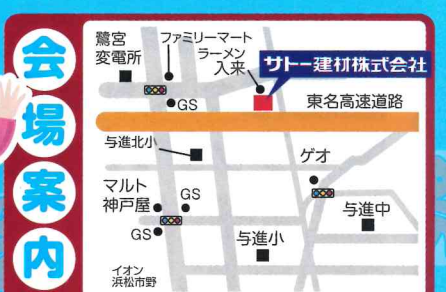 会場案内
鷺宮
変電所
ファミリーマート
ラーメン
入来
サトー建材株式会社
GS
東名高速道路
与進北小
ゲオ
マルト
神戸屋
GS
GS
与進中
与進小
イオン
浜松市野